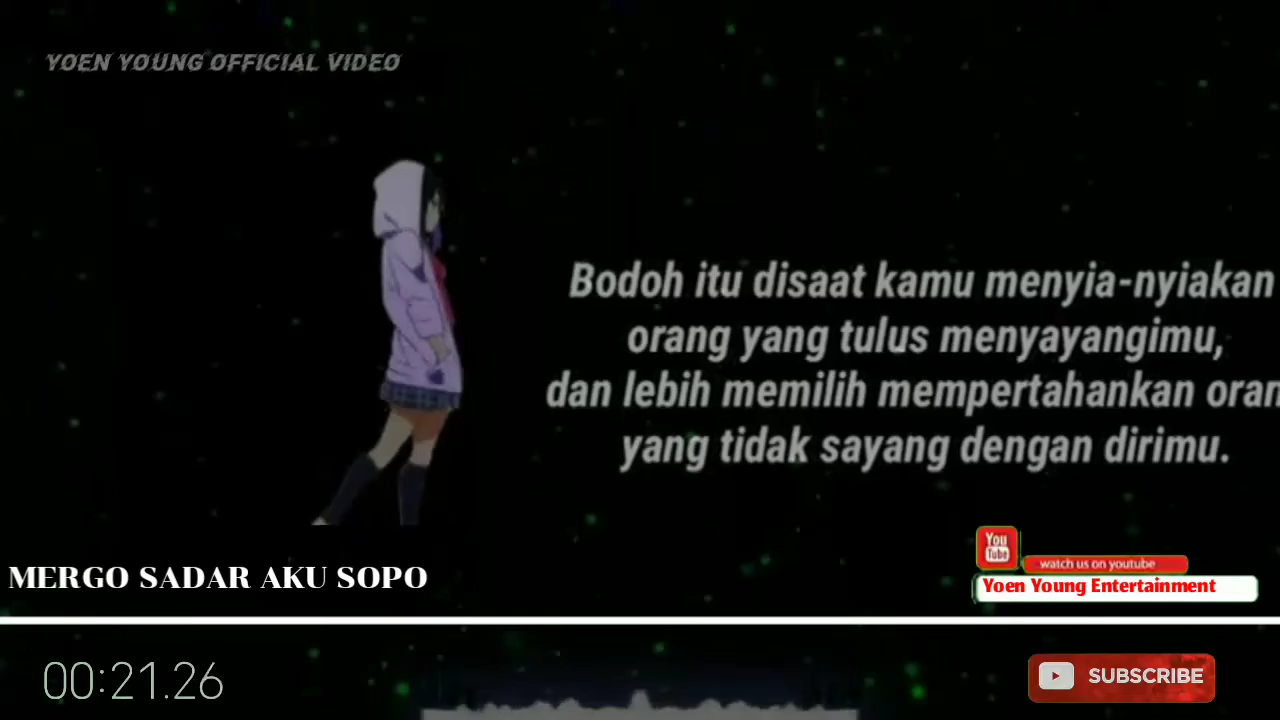 YOEN YOUNG OFFICIAL VIDEO
Bodoh itu disaat kamu menyia-nyiakan
orang yang tulus menyayangimu,
dan lebih memilih mempertahankan oran
yang tidak sayang dengan dirimu.
You
Tube
watch us on youtube
Yoen Young Entertainment
MERGO SADAR AKU SOPO
00:21.26
SUBSCRIBE